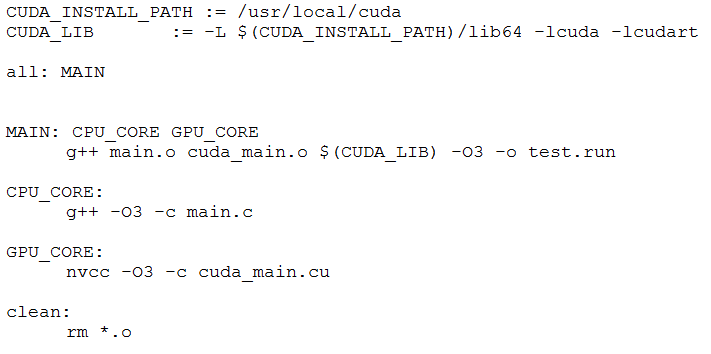 CUDA_INSTALL_PATH := /usr/local/cuda
CUDA_LIB := -L $(CUDA_INSTALL_PATH)/lib64 -lcuda -lcudart
all: MAIN
MAIN: CPU_CORE GPU_CORE
g++ main.o cuda_main.o $(CUDA_LIB) -O3 -o test.run
CPU_CORE:
g++ -O3 -c main.c
GPU_CORE:
nvcc -O3 -c cuda_main.cu
clean:
rm *.o